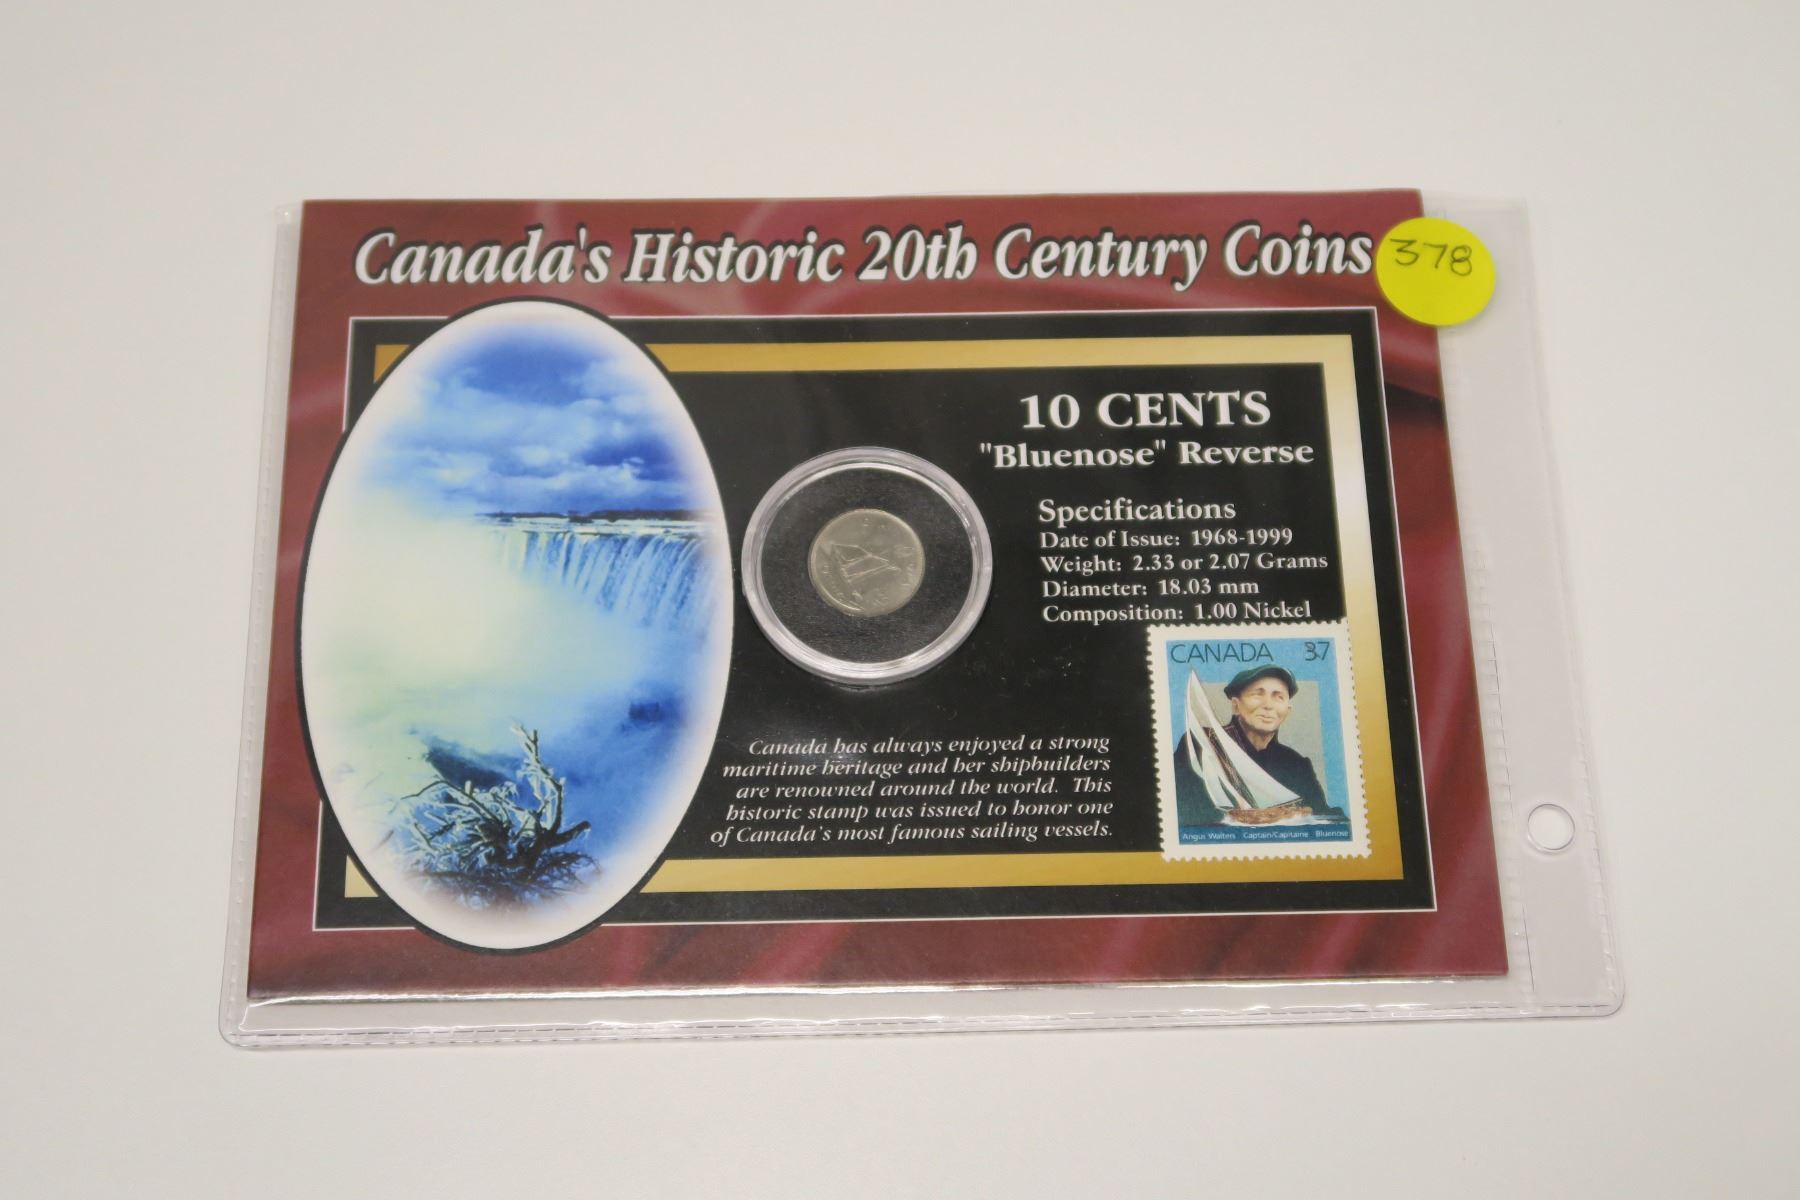 Canada's Historic 20th Century Coins
378
10 CENTS
"Bluenose" Reverse
Specifications
Date of Issue: 1968-1999
Weight: 2.33 or 2.07 Grams
Diameter: 18.03 mm
Composition: 1.00 Nickel
CANADA 37
Angus Walters Captain/Capitaine Bluenose
Canada has always enjoyed a strong
maritime heritage and her shipbuilders
are renowned around the world. This
historic stamp was issued to honor one
of Canada's most famous sailing vessels.